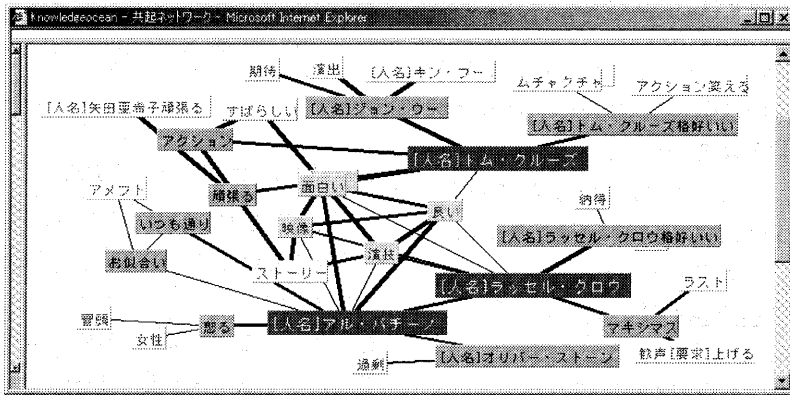 Knowledgeocean - 共起ネットワーク - Microsoft Internet Explorer
期待
演出
[人名]キン・フー
ムチャクチャ
アクション変える
[人名]矢田亜希子頑張る
すばらしい
[人名]ジョン・ウー
[人名]トム・クルーズ格好いい
アクション
[人名]トム・クルーズ
アメフト
頑張る
面白い
良い
納得
いつも通り
映像
[人名]ラッセル・クロウ格好いい
お似合い
ストーリー
演技
[人名]ラッセル・クロウ
ラスト
冒頭
女性
[人名]アル・パチーノ
マキシマス
過剰
[人名]オリバー・ストーン
歓声[要求]上げる